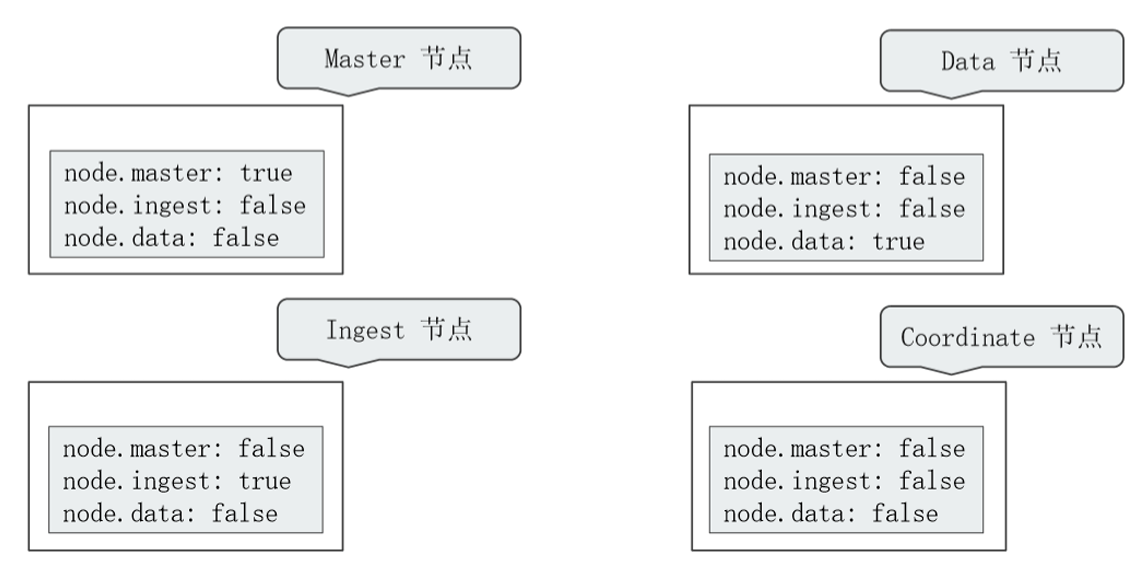 Master 节点
node.master: true
node.ingest: false
node.data: false
Data 节点
node.master: false
node.ingest: false
node.data: true
Ingest 节点
node.master: false
node.ingest: true
node.data: false
Coordinate 节点
node.master: false
node.ingest: false
node.data: false